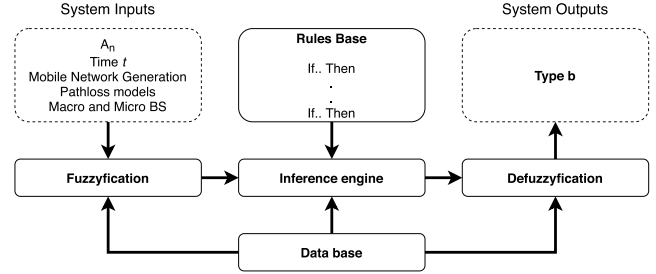 System Inputs
System Outputs
An
Time t
Mobile Network Generation
Pathloss models
Macro and Micro BS
Rules Base
If.. Then
.
.
If.. Then
Type b
Fuzzyfication
Inference engine
Defuzzyfication
Data base